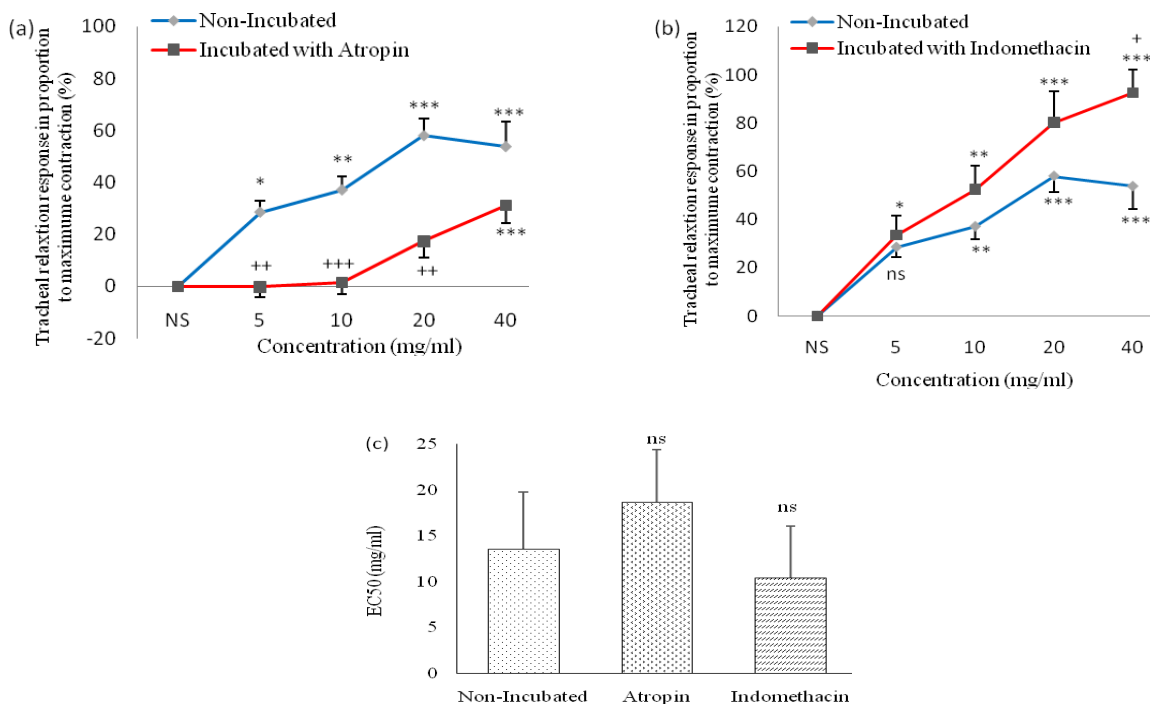 (a)
Non-Incubated
Incubated with Atropin
Tracheal relaxtion response in proportion
to maximume contraction (%)
100
80
60
40
20
0
-20
*
**
***
***
++
+++
++
***
NS 5 10 20 40
Concentration (mg/ml)
(b)
Non-Incubated
Incubated with Indomethacin
Tracheal relaxtion response in proportion
to maximume contraction (%)
120
100
80
60
40
20
0
+
***
***
**
*
ns
**
***
***
NS 5 10 20 40
Concentration (mg/ml)
(c)
EC50 (mg/ml)
25
20
15
10
5
0
ns
ns
Non-Incubated Atropin Indomethacin